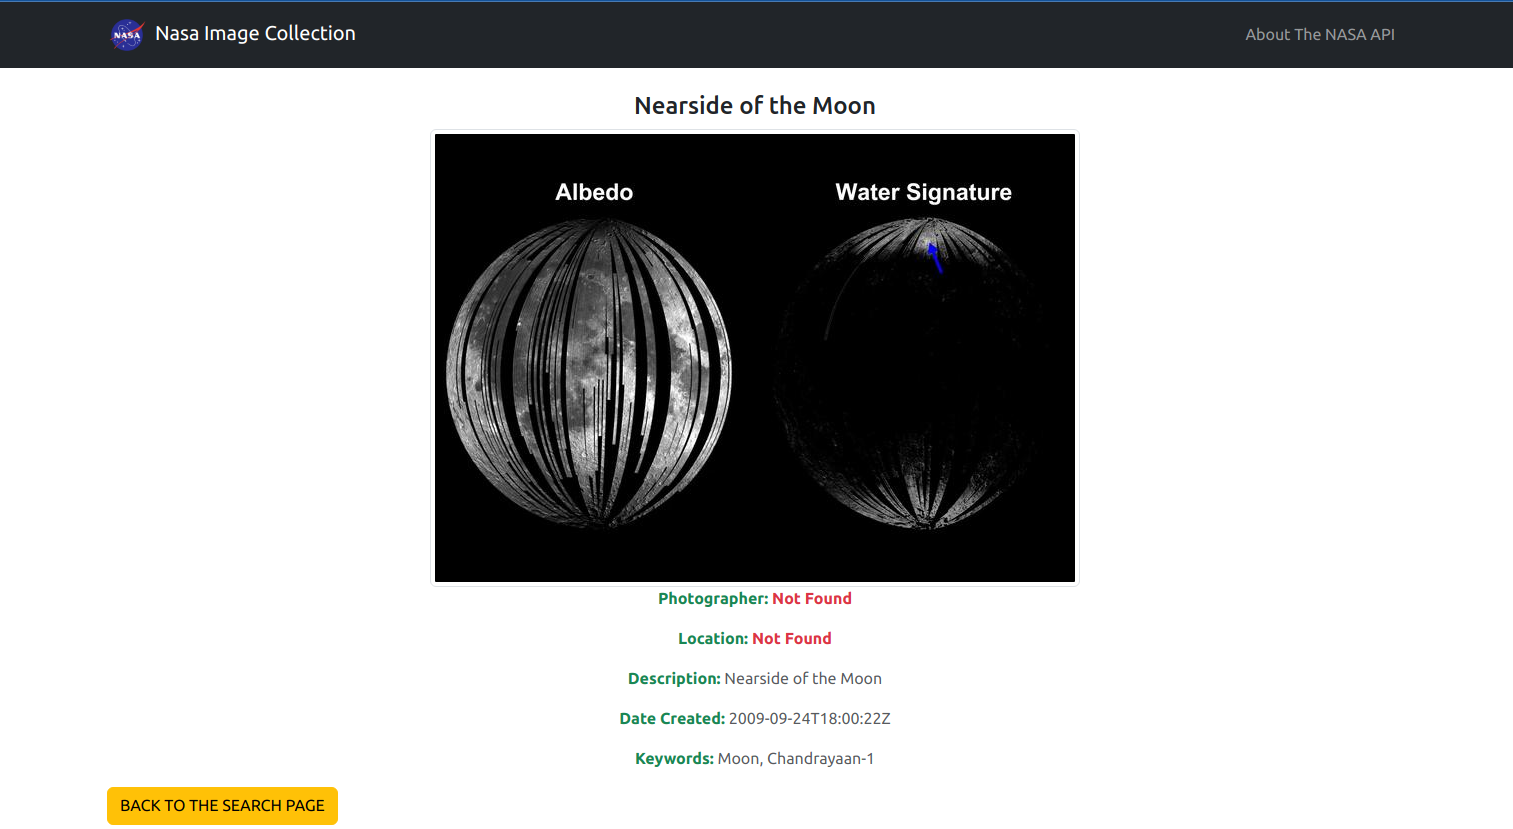 NASA
Nasa Image Collection
About The NASA API
Nearside of the Moon
Albedo
Water Signature
Photographer: Not Found
Location: Not Found
Description: Nearside of the Moon
Date Created: 2009-09-24T18:00:22Z
Keywords: Moon, Chandrayaan-1
BACK TO THE SEARCH PAGE